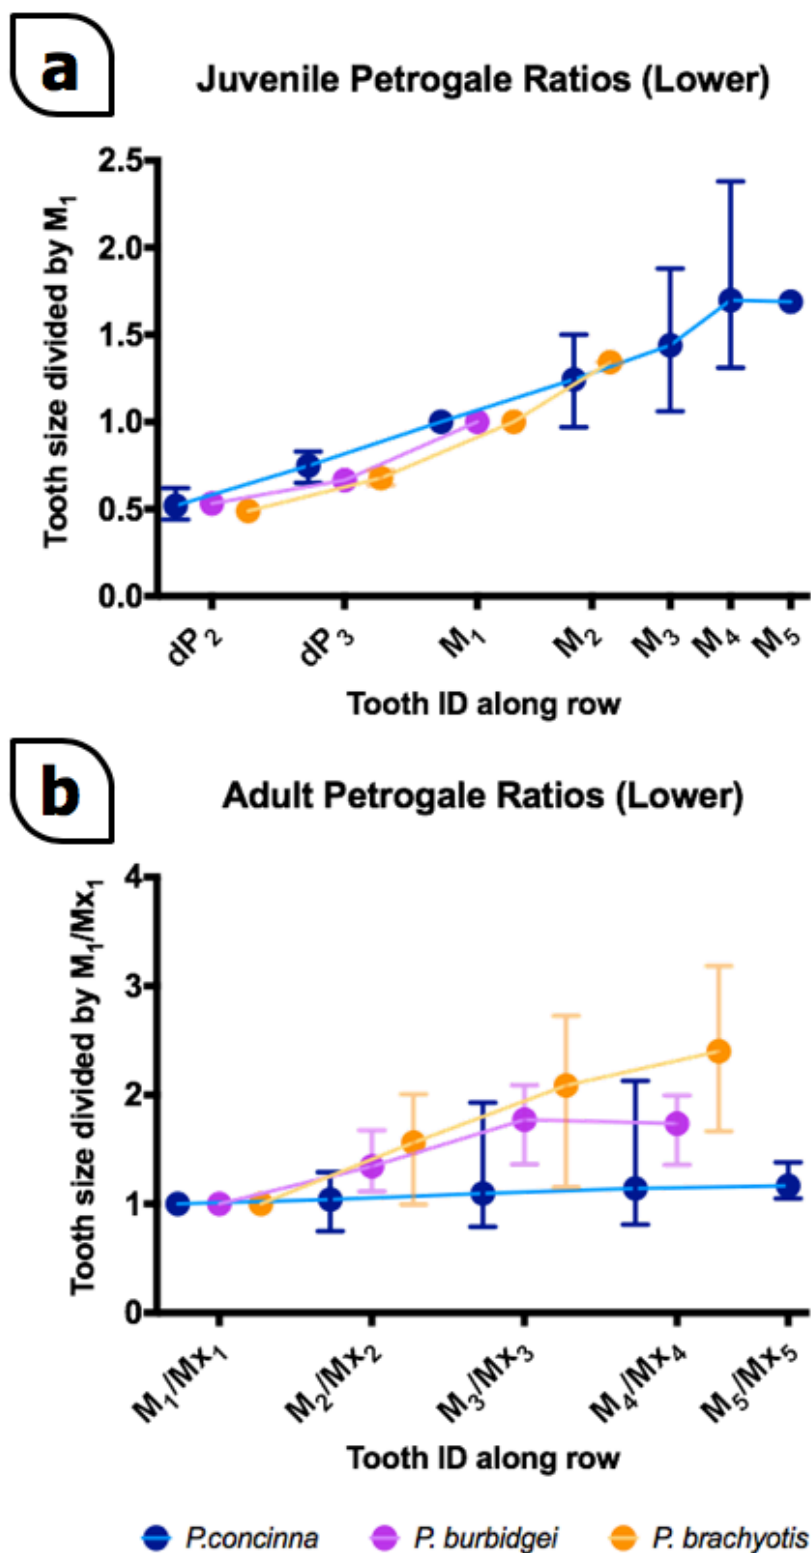 a
Juvenile Petrogale Ratios (Lower)
Tooth size divided by M₁
2.5
2.0
1.5
1.0
0.5
0.0
dP₂ dP₃ M₁ M₂ M₃ M₄ M₅
Tooth ID along row
b
Adult Petrogale Ratios (Lower)
Tooth size divided by M₁/Mx₁
4
3
2
1
0
M₁/Mx₁ M₂/Mx₂ M₃/Mx₃ M₄/Mx₄ M₅/Mx₅
Tooth ID along row
P.concinna P. burbidgei P. brachyotis